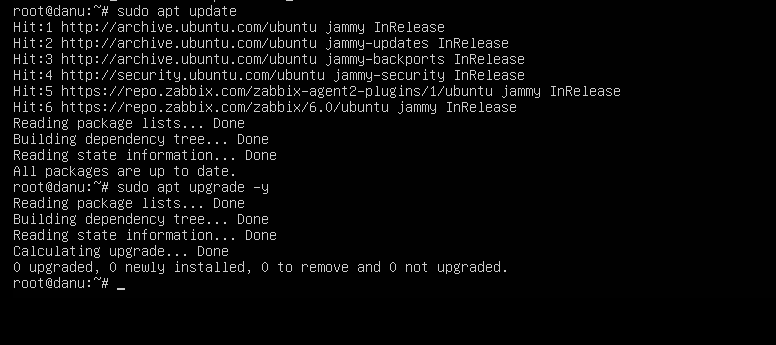 root@danu:~# sudo apt update
Hit:1 http://archive.ubuntu.com/ubuntu jammy InRelease
Hit:2 http://archive.ubuntu.com/ubuntu jammy-updates InRelease
Hit:3 http://archive.ubuntu.com/ubuntu jammy-backports InRelease
Hit:4 http://security.ubuntu.com/ubuntu jammy-security InRelease
Hit:5 https://repo.zabbix.com/zabbix-agent2-plugins/1/ubuntu jammy InRelease
Hit:6 https://repo.zabbix.com/zabbix/6.0/ubuntu jammy InRelease
Reading package lists... Done
Building dependency tree... Done
Reading state information... Done
All packages are up to date.
root@danu:~# sudo apt upgrade -y
Reading package lists... Done
Building dependency tree... Done
Reading state information... Done
Calculating upgrade... Done
0 upgraded, 0 newly installed, 0 to remove and 0 not upgraded.
root@danu:~# _